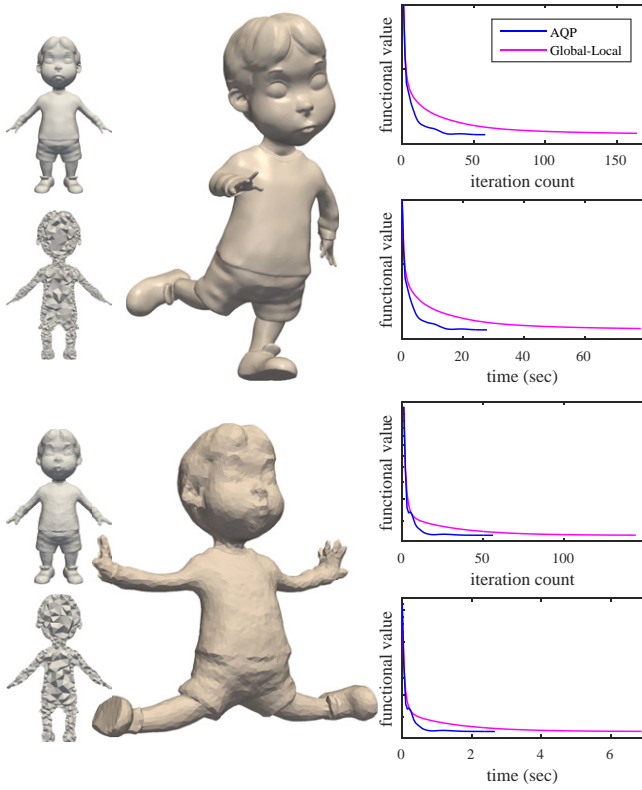 functional value
AQP
Global-Local
0 50 100 150
iteration count
functional value
0 20 40 60
time (sec)
functional value
0 50 100
iteration count
functional value
0 2 4 6
time (sec)